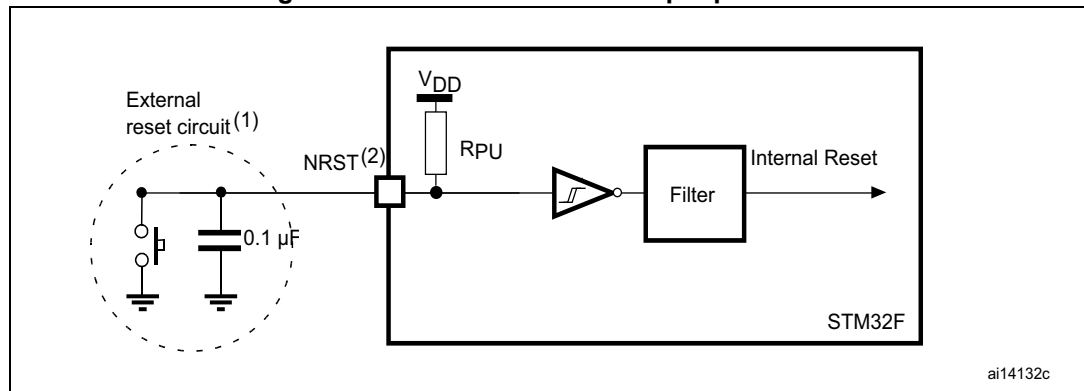 External
reset circuit(1)
VDD
RPU
NRST(2)
Internal Reset
Filter
0.1 µF
STM32F
ai14132c